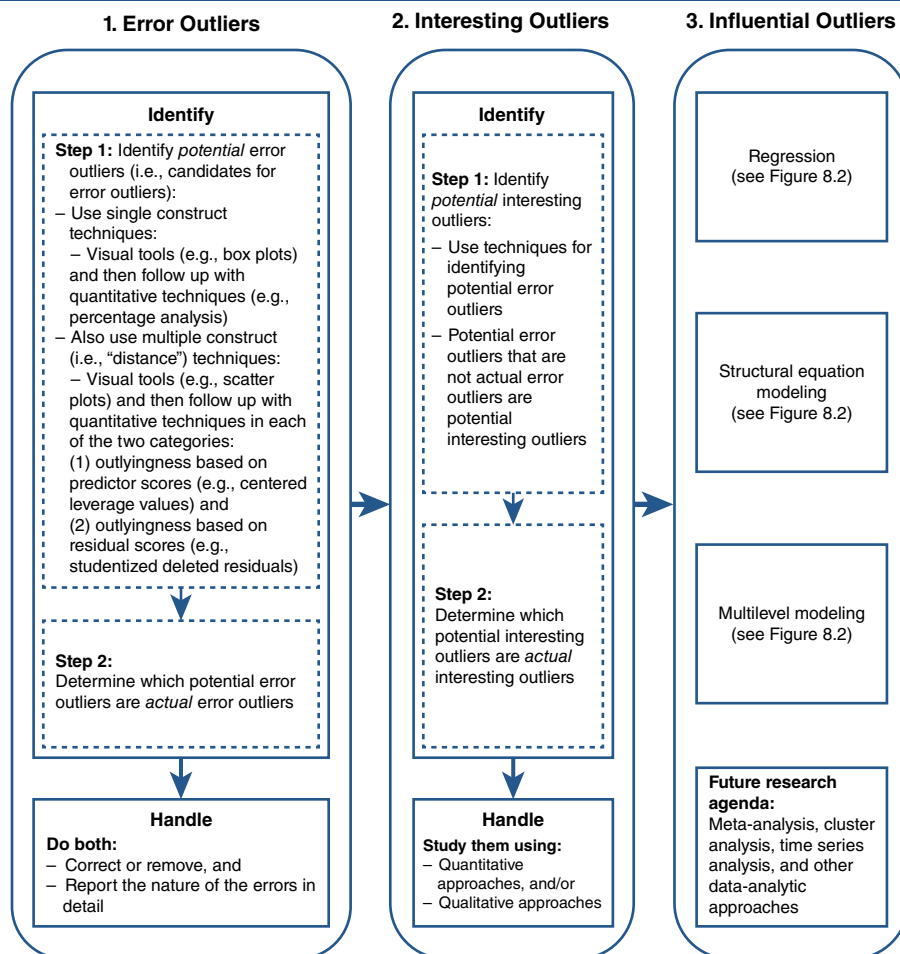 1. Error Outliers
Identify
Step 1: Identify potential error
outliers (i.e., candidates for
error outliers):
– Use single construct
techniques:
– Visual tools (e.g., box plots)
and then follow up with
quantitative techniques (e.g.,
percentage analysis)
– Also use multiple construct
(i.e., “distance”) techniques:
– Visual tools (e.g., scatter
plots) and then follow up with
quantitative techniques in each
of the two categories:
(1) outlyingness based on
predictor scores (e.g., centered
leverage values) and
(2) outlyingness based on
residual scores (e.g.,
studentized deleted residuals)
Step 2:
Determine which potential error
outliers are actual error outliers
Handle
Do both:
– Correct or remove, and
– Report the nature of the errors in
detail
2. Interesting Outliers
Identify
Step 1: Identify
potential interesting
outliers:
– Use techniques for
identifying
potential error
outliers
– Potential error
outliers that are
not actual error
outliers are
potential
interesting outliers
Step 2:
Determine which
potential interesting
outliers are actual
interesting outliers
Handle
Study them using:
– Quantitative
approaches, and/or
– Qualitative approaches
3. Influential Outliers
Regression
(see Figure 8.2)
Structural equation
modeling
(see Figure 8.2)
Multilevel modeling
(see Figure 8.2)
Future research
agenda:
Meta-analysis, cluster
analysis, time series
analysis, and other
data-analytic
approaches